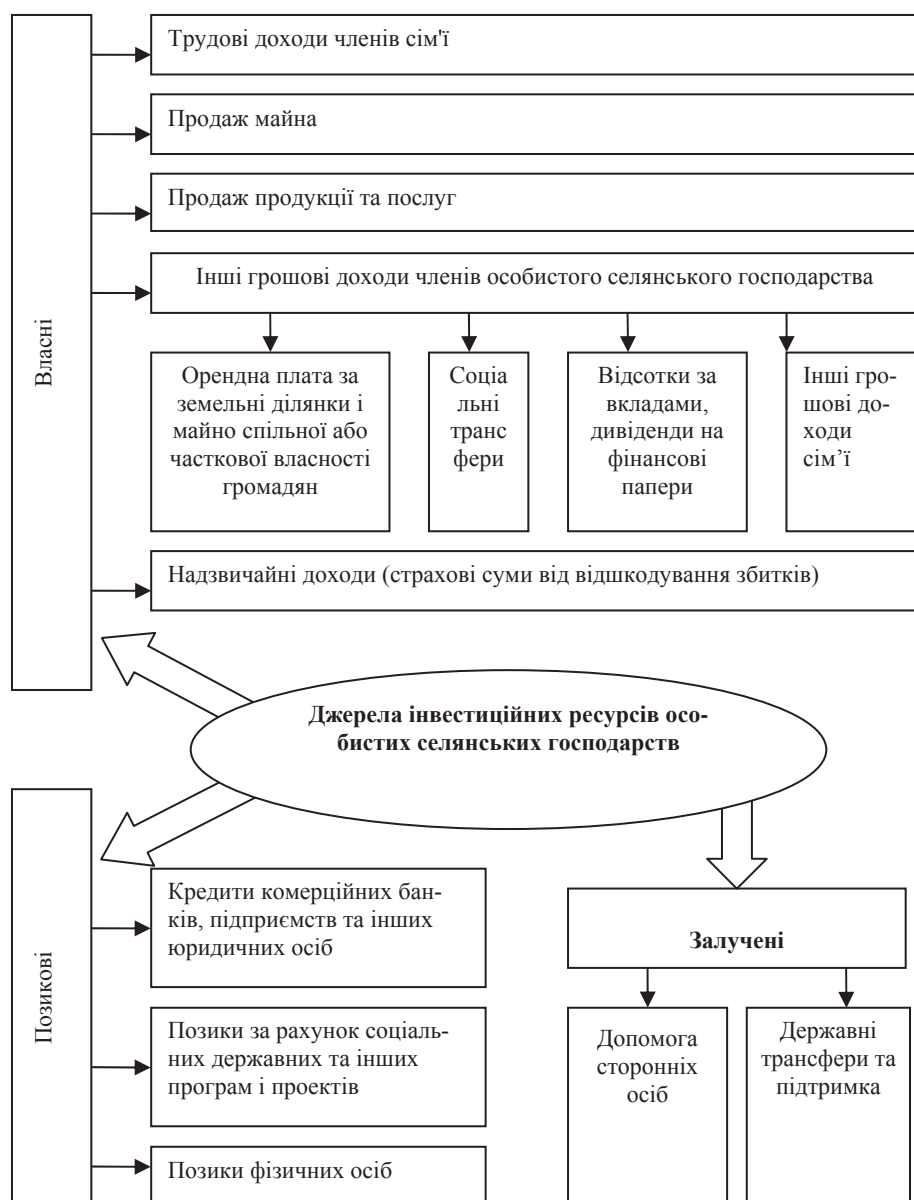 Власні
Трудові доходи членів сім'ї
Продаж майна
Продаж продукції та послуг
Інші грошові доходи членів особистого селянського господарства
Орендна плата за
земельні ділянки і
майно спільної або
часткової власності
громадян
Соціа
льні
транс
фери
Відсотки за
вкладами,
дивіденди на
фінансові
папери
Інші гро-
шові до-
ходи
сім’ї
Надзвичайні доходи (страхові суми від відшкодування збитків)
Джерела інвестиційних ресурсів осо-
бистих селянських господарств
Позикові
Кредити комерційних бан-
ків, підприємств та інших
юридичних осіб
Позики за рахунок соціаль-
них державних та інших
програм і проектів
Позики фізичних осіб
Залучені
Допомога
сторонніх
осіб
Державні
трансфери та
підтримка